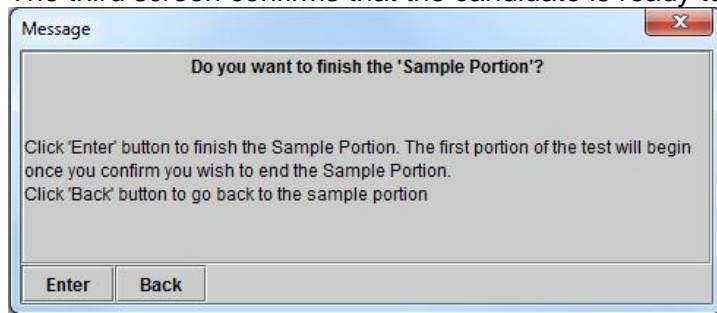 The third screen confirms that the candidate is ready to
Message
Do you want to finish the 'Sample Portion'?
Click 'Enter' button to finish the Sample Portion. The first portion of the test will begin
once you confirm you wish to end the Sample Portion.
Click 'Back' button to go back to the sample portion
Enter Back